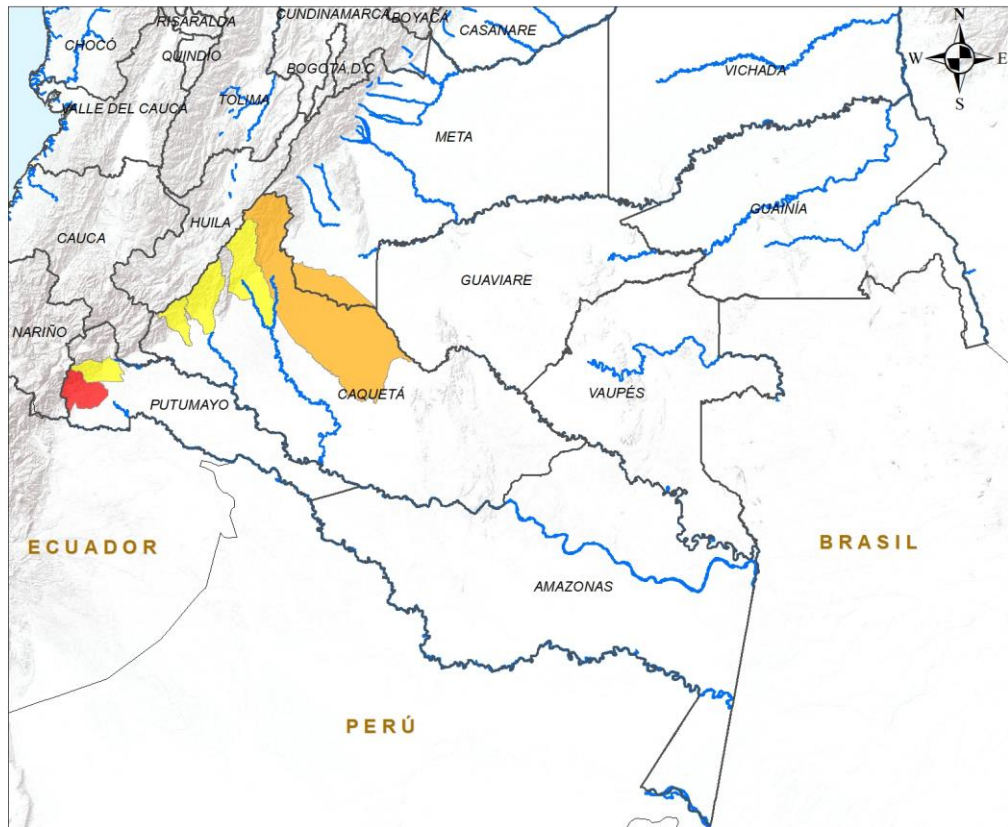 CUNDINAMARCA
BOYACÁ
RISARALDA
CASANARE
N
CHOCÓ
QUINDÍO
BOGOTÁ D.C
W
E
VICHADA
S
VALLE DEL CAUCA
TOLIMA
META
GUAINÍA
HUILA
CAUCA
GUAVIARE
NARIÑO
CAQUETÁ
VAUPÉS
PUTUMAYO
ECUADOR
BRASIL
AMAZONAS
PERÚ